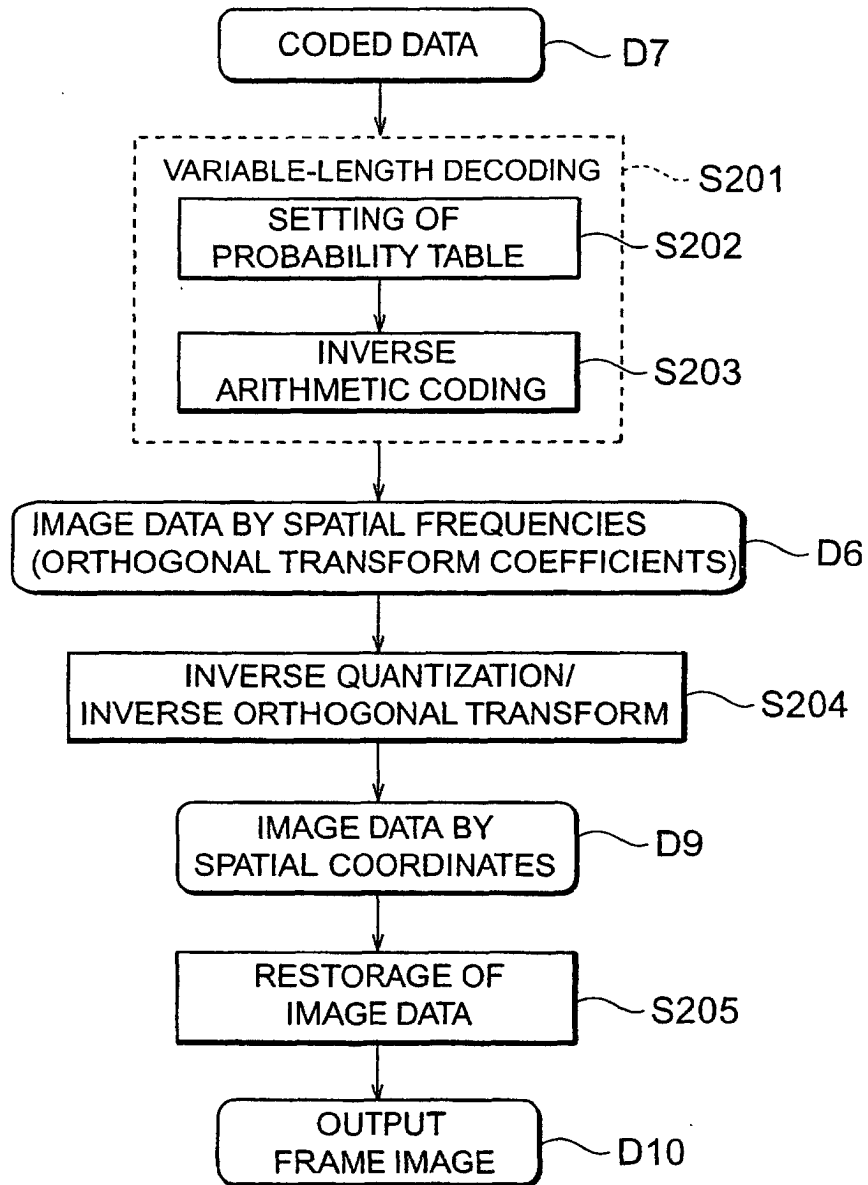 CODED DATA
D7
VARIABLE-LENGTH DECODING
S201
SETTING OF
PROBABILITY TABLE
S202
INVERSE
ARITHMETIC CODING
S203
IMAGE DATA BY SPATIAL FREQUENCIES
(ORTHOGONAL TRANSFORM COEFFICIENTS)
D6
INVERSE QUANTIZATION/
INVERSE ORTHOGONAL TRANSFORM
S204
IMAGE DATA BY
SPATIAL COORDINATES
D9
RESTORAGE OF
IMAGE DATA
S205
OUTPUT
FRAME IMAGE
D10